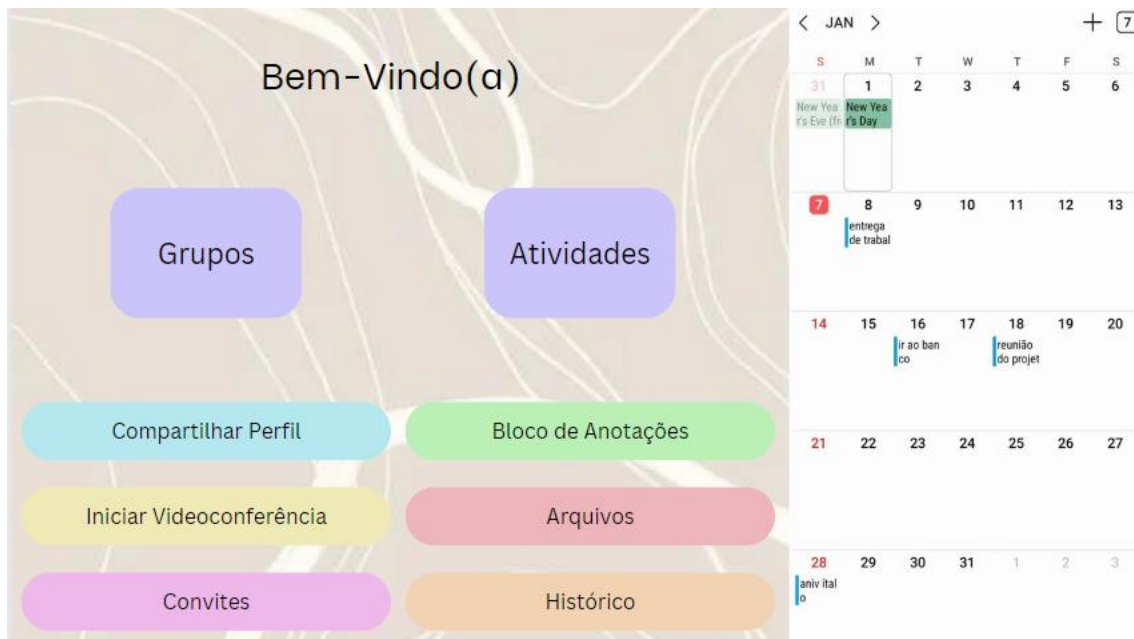 Bem-Vindo(a)
Grupos
Atividades
Compartilhar Perfil
Bloco de Anotações
Iniciar Videoconferência
Arquivos
Convites
Histórico
< JAN > + 7
S M T W T F S
31 1 2 3 4 5 6
New Yea New Yea
r's Eve (fr r's Day
7 8 9 10 11 12 13
entrega
de trabal
14 15 16 17 18 19 20
ir ao ban reunião
co do projet
21 22 23 24 25 26 27
28 29 30 31 1 2 3
aniv ítal
o